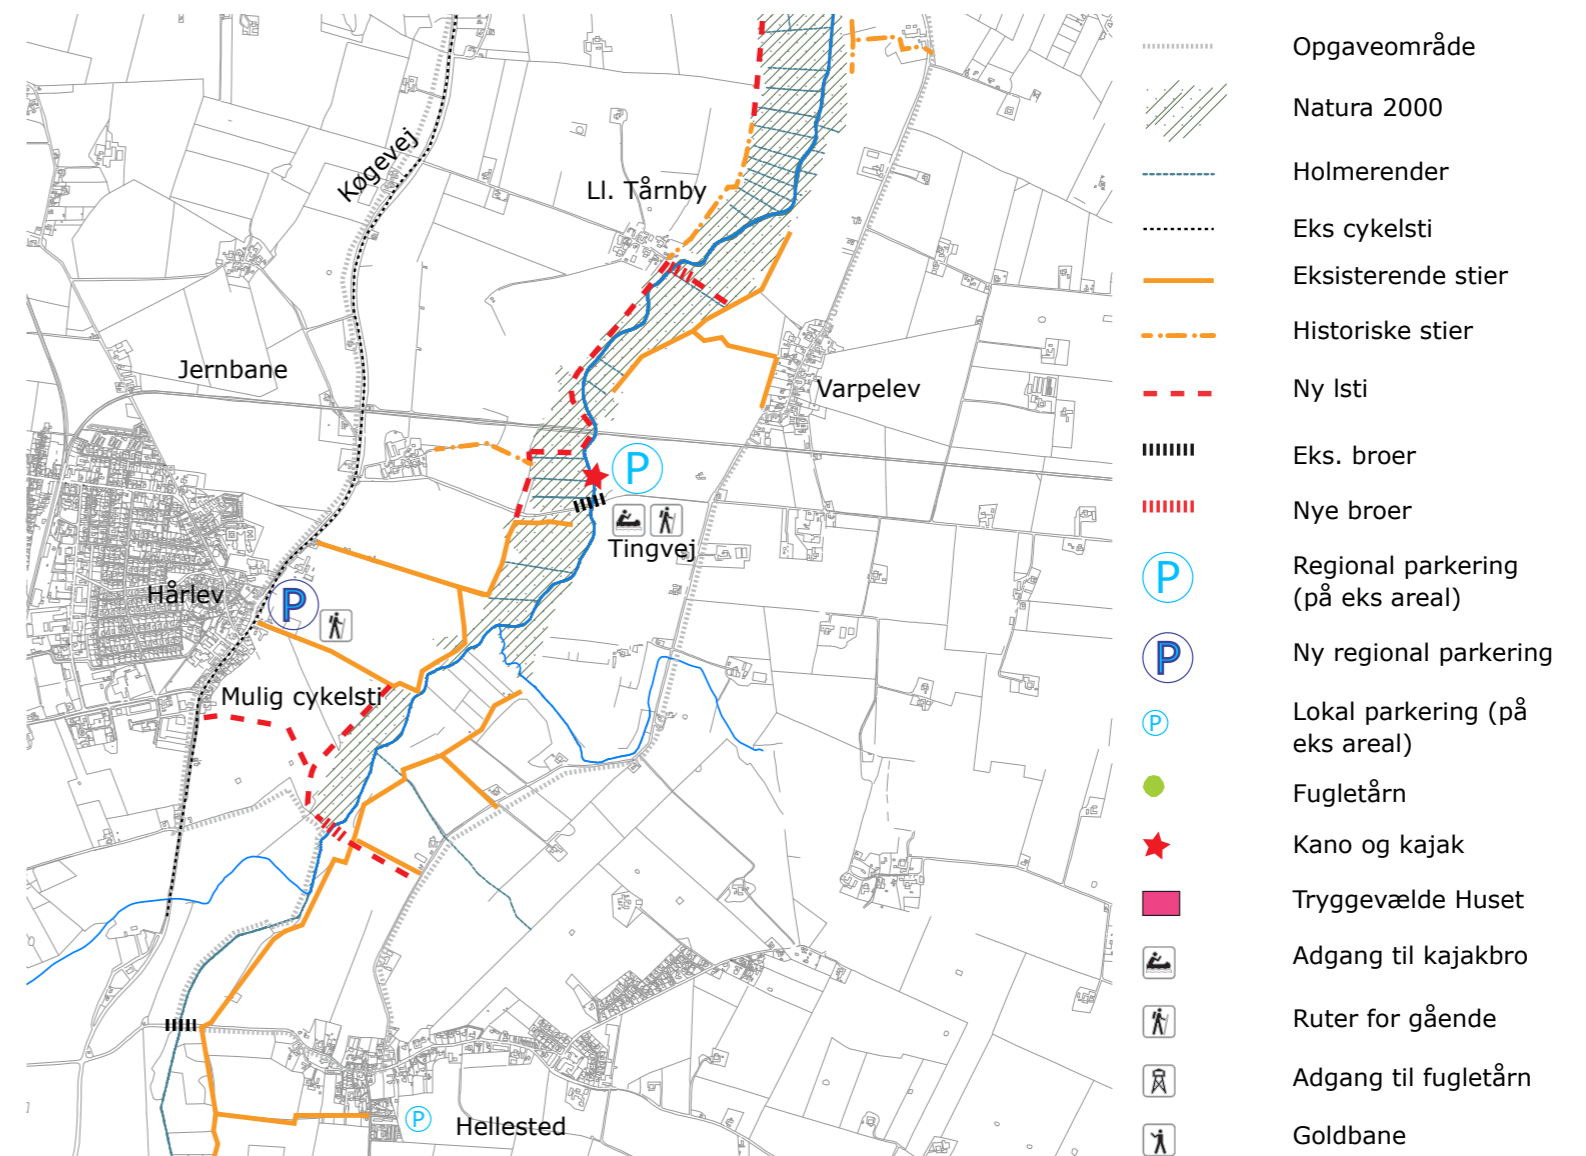 Køgevej
Ll. Tårnby
Jernbane
Varpelev
P
Tingvej
Hårlev
P
Mulig cykelsti
P
Hellested
Opgaveområde
Natura 2000
Holmerender
Eks cykelsti
Eksisterende stier
Historiske stier
Ny lsti
Eks. broer
Nye broer
P
Regional parkering
(på eks areal)
P
Ny regional parkering
P
Lokal parkering (på
eks areal)
Fugletårn
Kano og kajak
Tryggevælde Huset
Adgang til kajakbro
Ruter for gående
Adgang til fugletårn
Goldbane